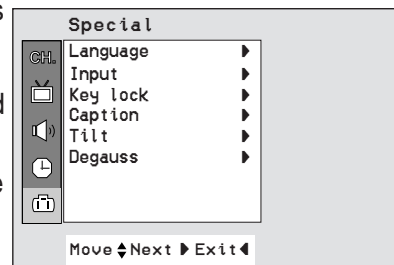 s
Special
CH.
Language
Input
Key lock
d
Caption
Tilt
Degauss
e
Move Next Exit